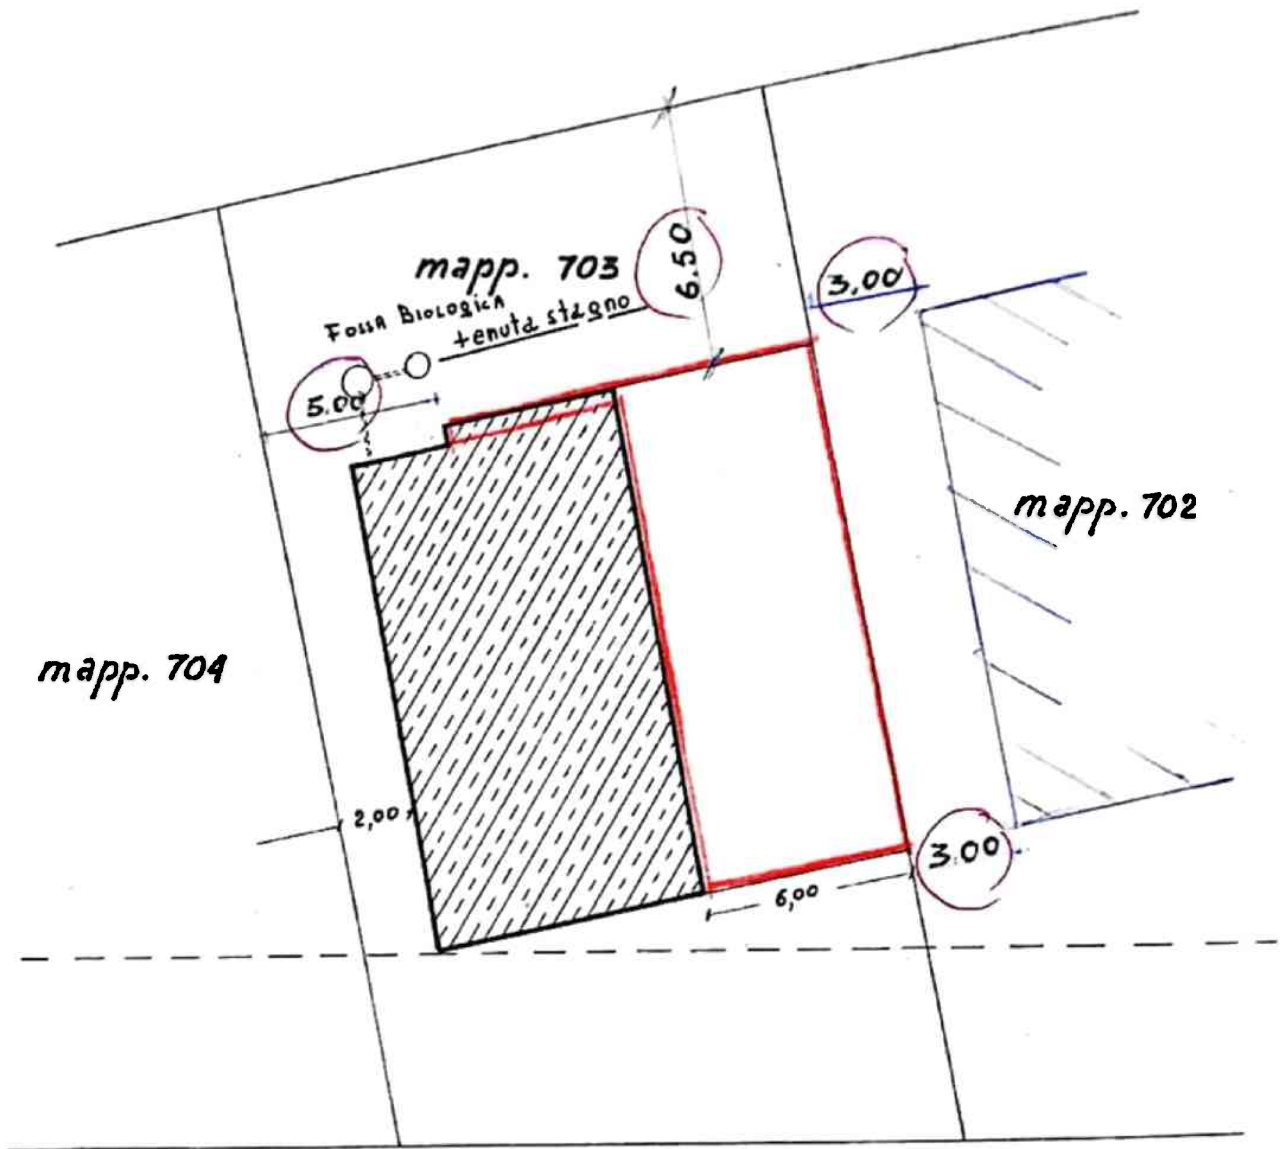 6.50
mapp. 703
3,00
Fossa Biologica
tenuta stagno
5.00
mapp. 702
mapp. 704
2,00
3.00
6,00